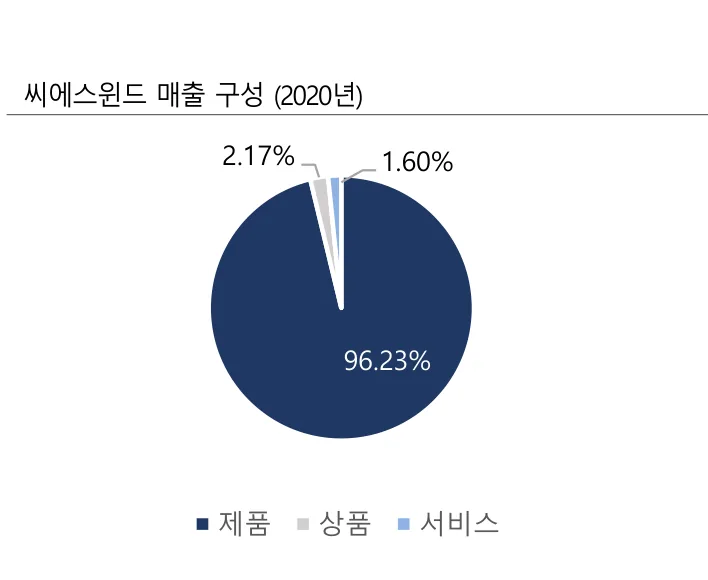 씨에스윈드 매출 구성 (2020년)
2.17%
1.60%
96.23%
제품 상품 서비스